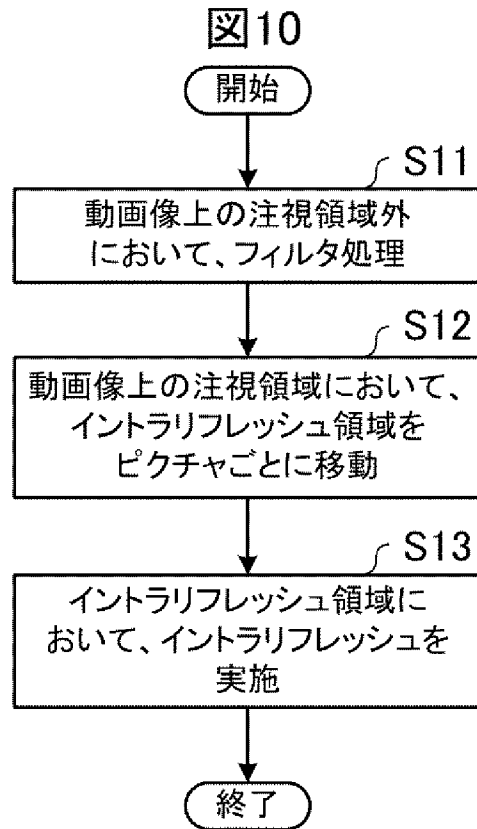 図10
開始
S11
動画像上の注視領域外
において、フィルタ処理
S12
動画像上の注視領域において、
イントラリフレッシュ領域を
ピクチャごとに移動
S13
イントラリフレッシュ領域に
おいて、イントラリフレッシュを
実施
終了